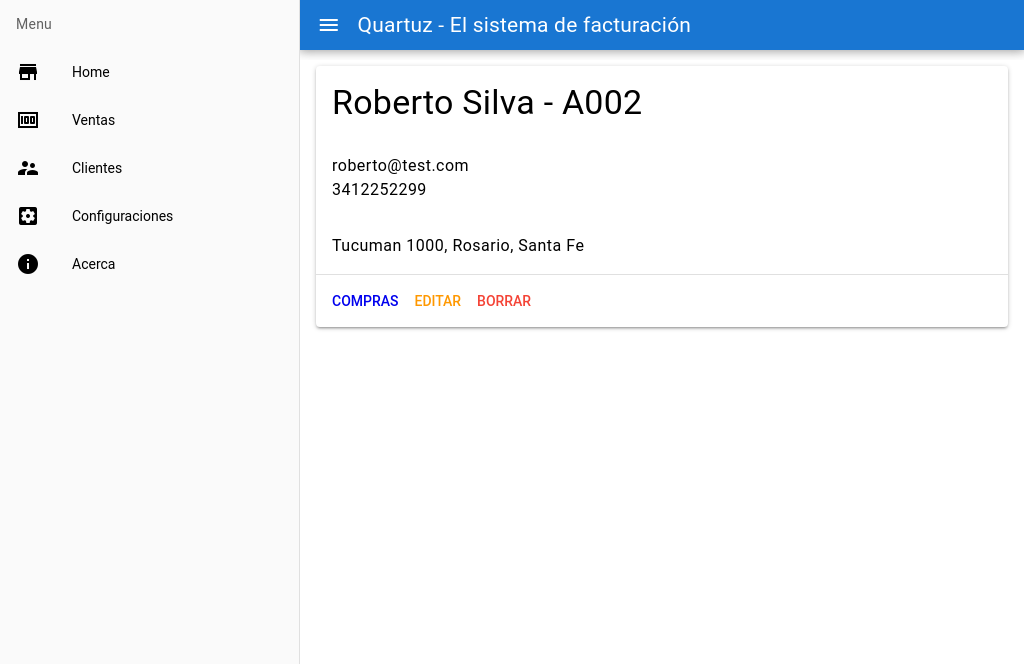 Menu
Home
Ventas
Clientes
Configuraciones
Acerca
Quartuz - El sistema de facturación
Roberto Silva - A002
roberto@test.com
3412252299
Tucuman 1000, Rosario, Santa Fe
COMPRAS EDITAR BORRAR